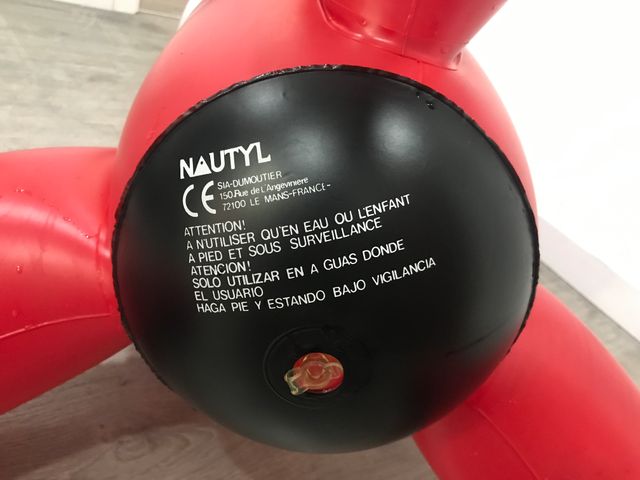 NAUTYL
CE SIA-DUMOUTIER
150.Rue de L'Angevinière
72100 LE MANS-FRANCE-
ATTENTION!
A N'UTILISER QU'EN EAU OU L'ENFANT
A PIED ET SOUS SURVEILLANCE
ATENCION!
SOLO UTILIZAR EN A GUAS DONDE
EL USUARIO
HAGA PIE Y ESTANDO BAJO VIGILANCIA